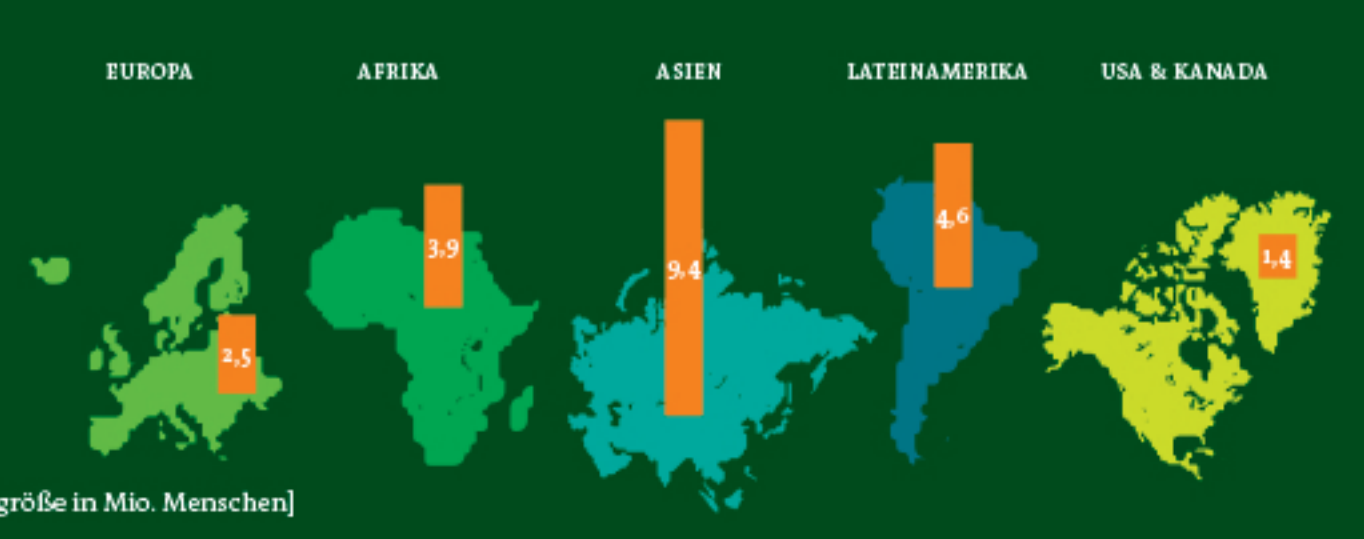 EUROPA AFRIKA ASIEN LATEINAMERIKA USA & KANADA
2,5
3,9
9,4
4,6
1,4
größe in Mio. Menschen]